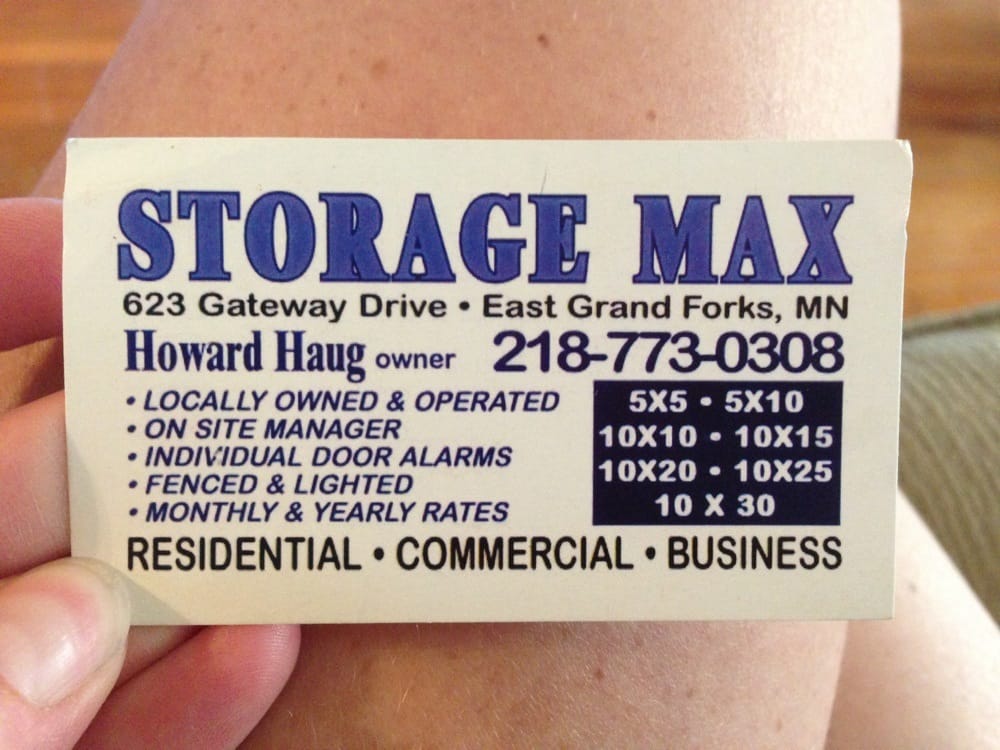 STORAGE MAX
623 Gateway Drive • East Grand Forks, MN
Howard Haug owner 218-773-0308
• LOCALLY OWNED & OPERATED
• ON SITE MANAGER
• INDIVIDUAL DOOR ALARMS
• FENCED & LIGHTED
• MONTHLY & YEARLY RATES
5X5 • 5X10
10X10 • 10X15
10X20 • 10X25
10 X 30
RESIDENTIAL • COMMERCIAL • BUSINESS